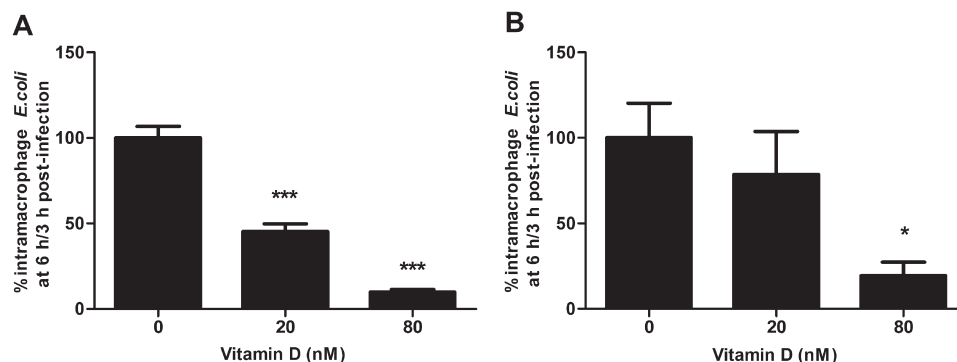 A
% intramacrophage E.coli
at 6 h/3 h post-infection
150
100
50
0
***
***
0
20
80
Vitamin D (nM)
B
% intramacrophage E.coli
at 6 h/3 h post-infection
150
100
50
0
*
0
20
80
Vitamin D (nM)